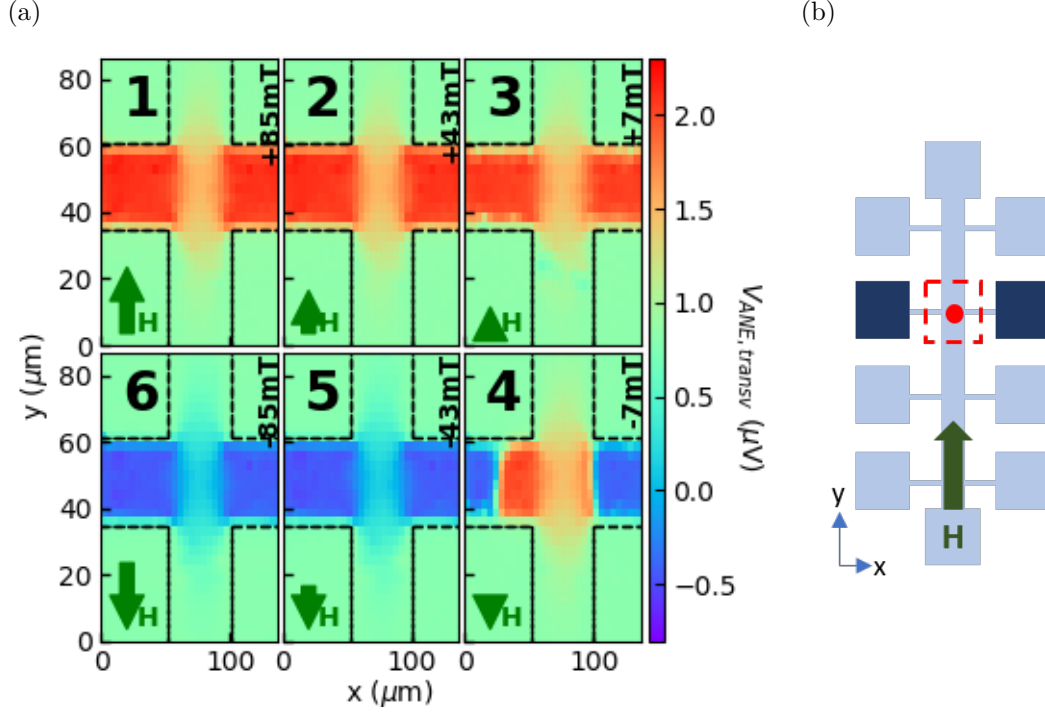 (a)
(b)
80
60
40
20
0
1
+85mT
H
2
+43mT
H
3
+7mT
H
80
60
40
20
0
6
-85mT
H
5
-43mT
H
4
-7mT
H
0
100
0
100
0
100
x (μm)
y (μm)
2.0
1.5
1.0
0.5
0.0
−0.5
V_ANE, transv (μV)
y
x
H